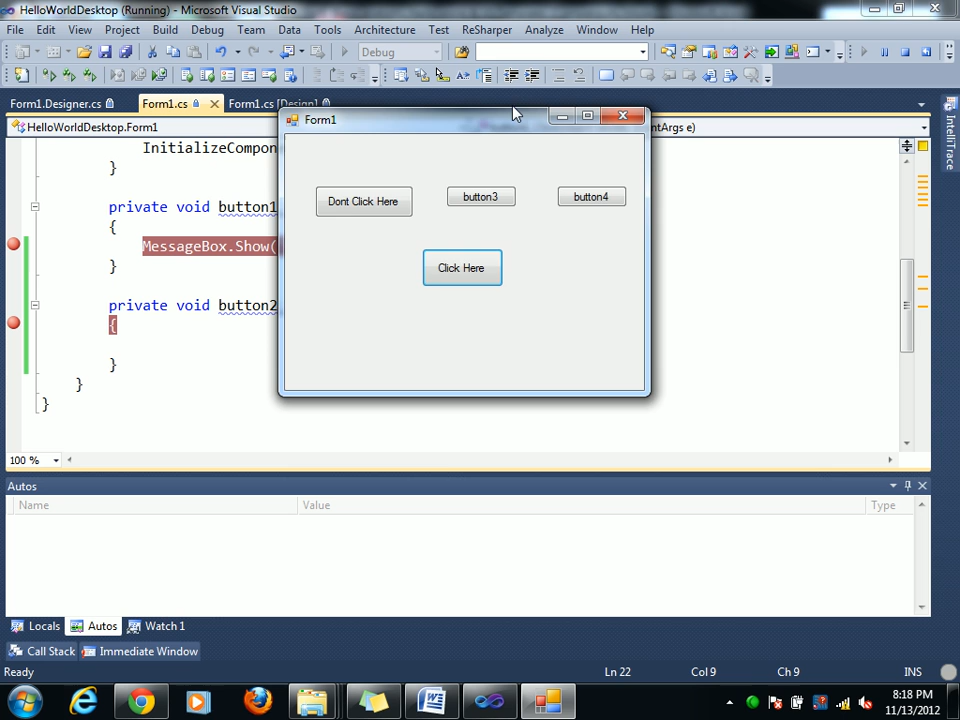 HelloWorldDesktop (Running) - Microsoft Visual Studio
File Edit View Project Build Debug Team Data Tools Architecture Test ReSharper Analyze Window Help
Debug
Form1.Designer.cs Form1.cs Form1.cs [Design]
Form1
HelloWorldDesktop.Form1
ntArgs e)
InitializeCompon
}
Dont Click Here button3 button4
private void button1
{
MessageBox.Show(
}
Click Here
private void button2
{
}
}
}
100 %
IntelliTrace
Autos
Name Value Type
Locals Autos Watch 1
Call Stack Immediate Window
Ready Ln 22 Col 9 Ch 9 INS
8:18 PM
11/13/2012